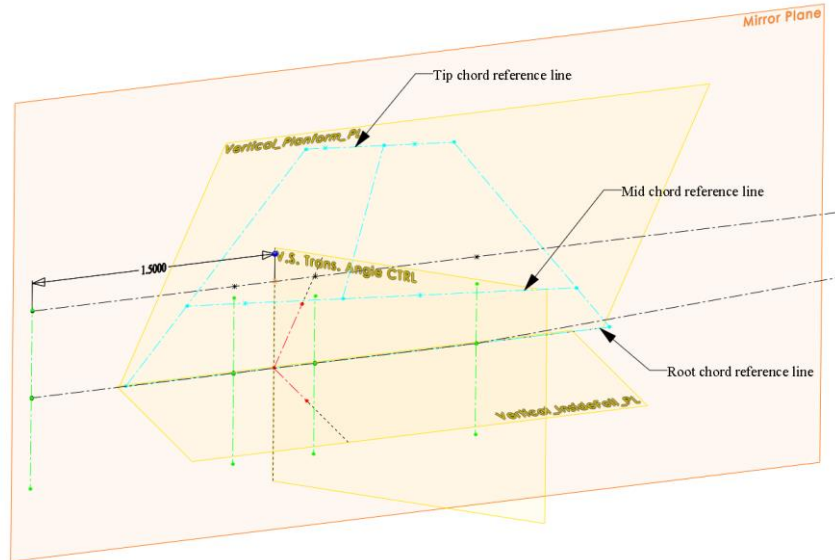 Mirror Plane
Tip chord reference line
Vertical_Planform_PL
Mid chord reference line
V.S. Trans. Angle CTRL
1.5000
Root chord reference line